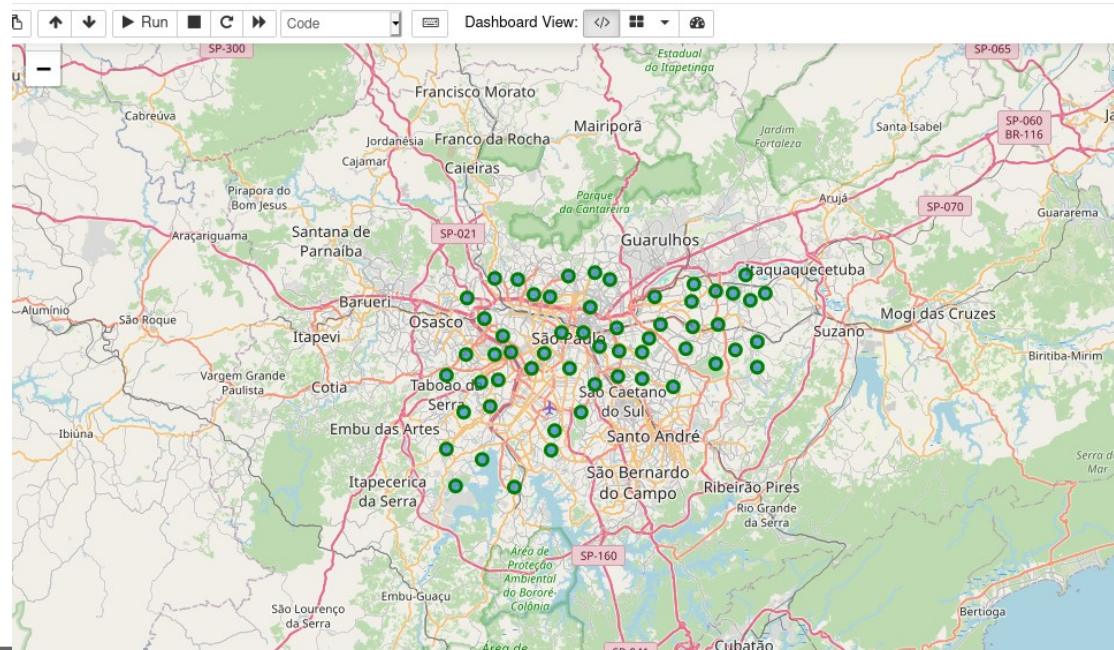 Run
Code
Dashboard View:
SP-300
Estadual
do Itapetinga
SP-065
Francisco Morato
Cabreúva
Mairiporã
SP-060
BR-116
Jordanésia
Franco da Rocha
Jardim
Fortaleza
Santa Isabel
Cajamar
Caieiras
Pirapora do
Bom Jesus
Parque
da Cantareira
Arujá
SP-070
Guararema
Araçariguama
Santana de
Parnaíba
SP-021
Guarulhos
Itaquaquecetuba
Barueri
Alumínio
São Roque
Osasco
Mogi das Cruzes
Itapevi
São Paulo
Suzano
Biritiba-Mirim
Vargem Grande
Paulista
Cotia
Taboão da
Serra
São Caetano
do Sul
Ibiúna
Embu das Artes
Santo André
Serra do
Mar
Itapecerica
da Serra
São Bernardo
do Campo
Ribeirão Pires
Rio Grande
da Serra
SP-160
Área de
Proteção
Ambiental
do Bororé-
Colônia
Embu-Guaçu
São Lourenço
da Serra
Bertioga
Área de
Cubatão